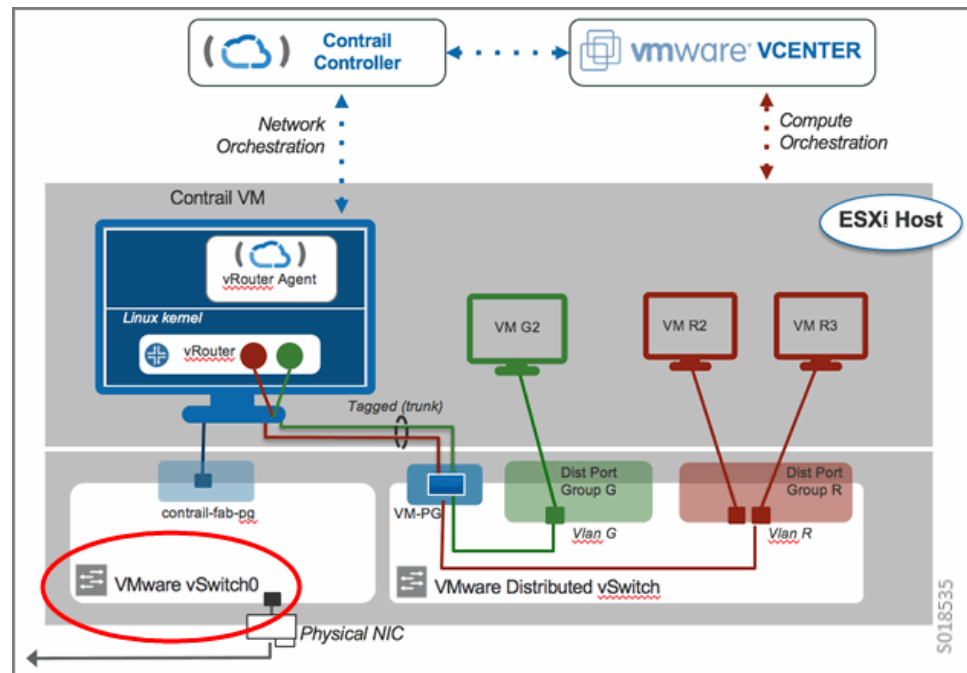 Contrail
Controller
vmware® VCENTER
Network
Orchestration
Compute
Orchestration
Contrail VM
ESXi Host
vRouter Agent
Linux kernel
vRouter
VM G2
VM R2
VM R3
Tagged (trunk)
contrail-fab-pg
VM-PG
Dist Port
Group G
Vlan G
Dist Port
Group R
Vlan R
VMware vSwitch0
VMware Distributed vSwitch
Physical NIC
S018535